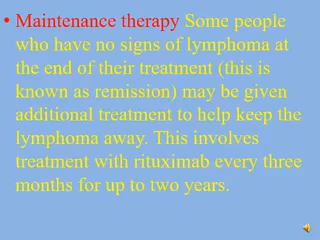 • Maintenance therapy Some people
who have no signs of lymphoma at
the end of their treatment (this is
known as remission) may be given
additional treatment to help keep the
lymphoma away. This involves
treatment with rituximab every three
months for up to two years.